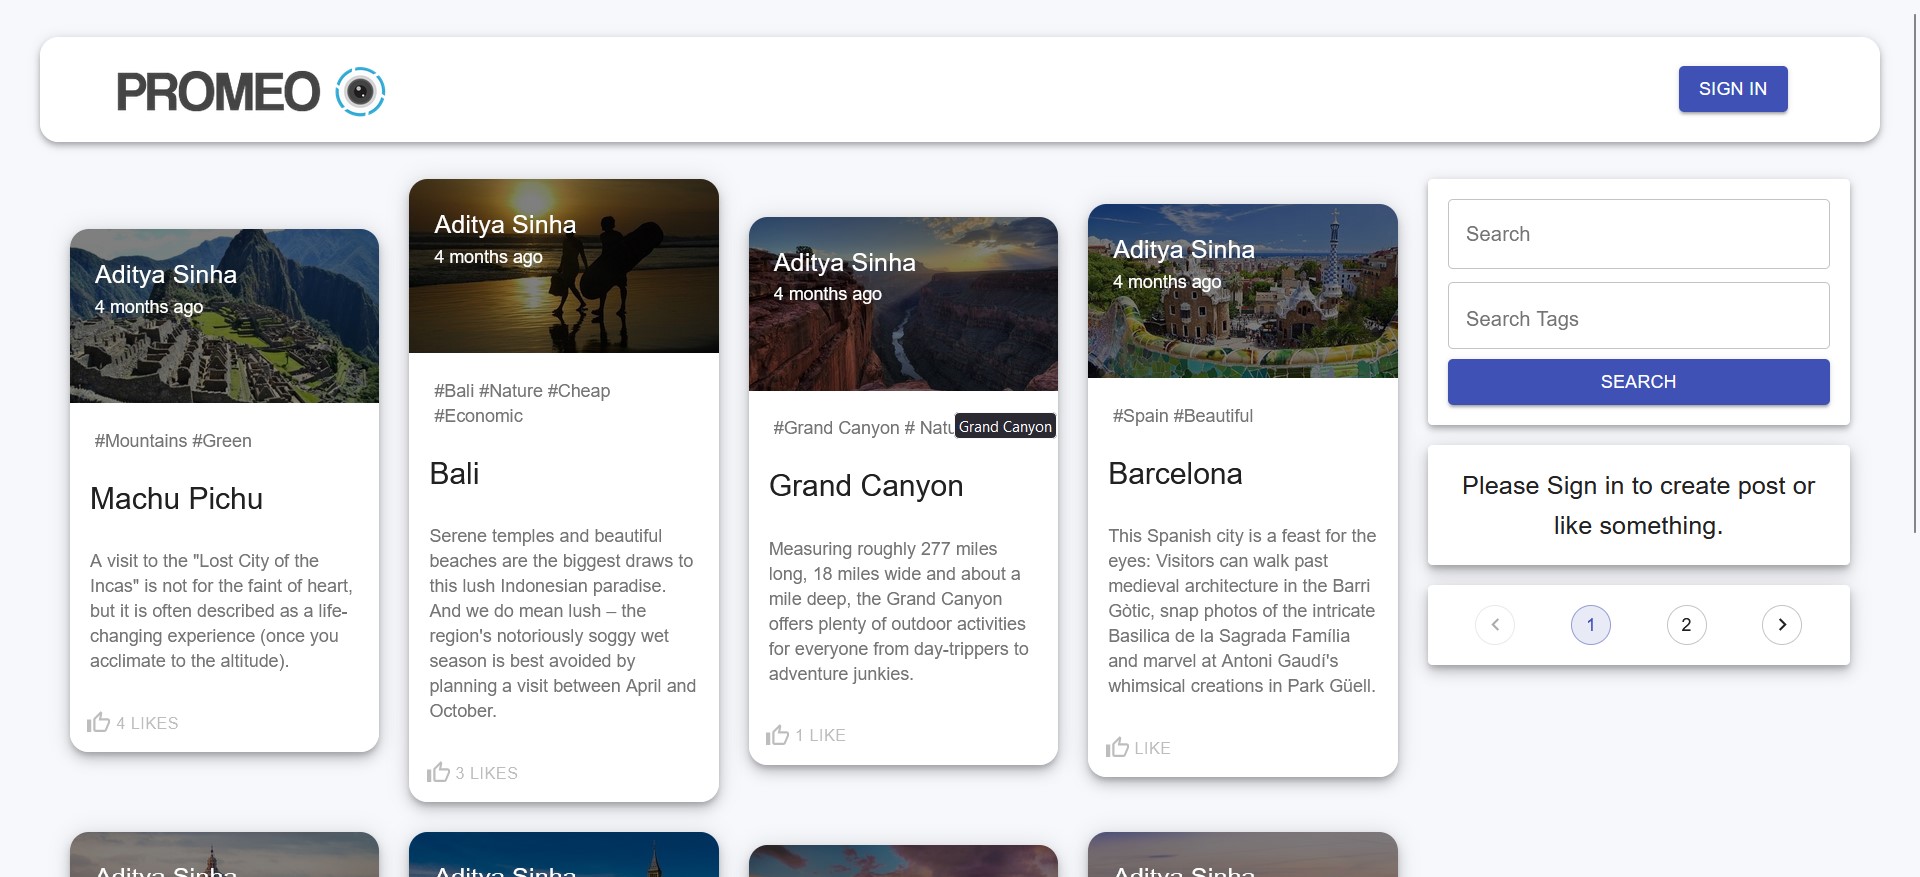 PROMEO
SIGN IN
Aditya Sinha
4 months ago
#Mountains #Green
Machu Pichu
A visit to the "Lost City of the
Incas" is not for the faint of heart,
but it is often described as a life-
changing experience (once you
acclimate to the altitude).
4 LIKES
Aditya Sinha
4 months ago
#Bali #Nature #Cheap
#Economic
Bali
Serene temples and beautiful
beaches are the biggest draws to
this lush Indonesian paradise.
And we do mean lush – the
region's notoriously soggy wet
season is best avoided by
planning a visit between April and
October.
3 LIKES
Aditya Sinha
4 months ago
#Grand Canyon #
Grand Canyon
Grand Canyon
Measuring roughly 277 miles
long, 18 miles wide and about a
mile deep, the Grand Canyon
offers plenty of outdoor activities
for everyone from day-trippers to
adventure junkies.
1 LIKE
Aditya Sinha
4 months ago
#Spain #Beautiful
Barcelona
This Spanish city is a feast for the
eyes: Visitors can walk past
medieval architecture in the Barri
Gòtic, snap photos of the intricate
Basilica de la Sagrada Família
and marvel at Antoni Gaudí's
whimsical creations in Park Güell.
LIKE
Search
Search Tags
SEARCH
Please Sign in to create post or
like something.
1
2
Aditya Sinha
Aditya Sinha
Aditya Sinha